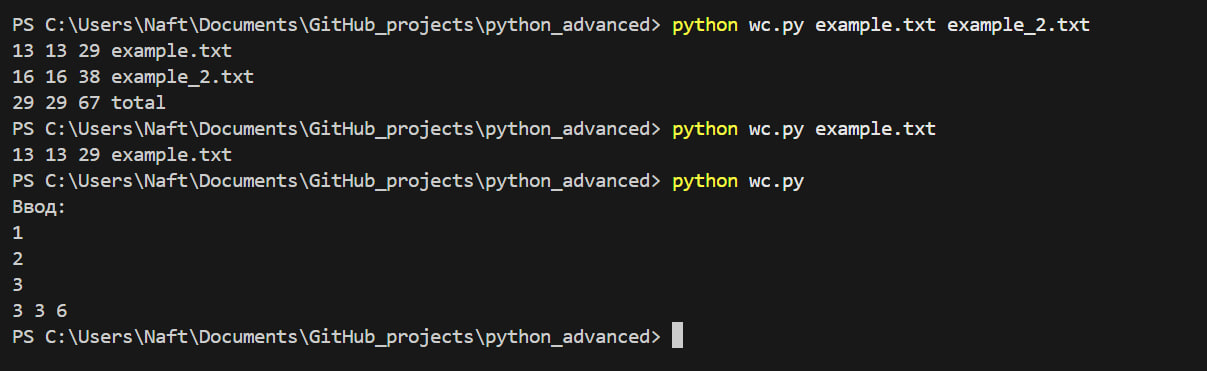 PS C:\Users\Naft\Documents\GitHub_projects\python_advanced> python wc.py example.txt example_2.txt
13 13 29 example.txt
16 16 38 example_2.txt
29 29 67 total
PS C:\Users\Naft\Documents\GitHub_projects\python_advanced> python wc.py example.txt
13 13 29 example.txt
PS C:\Users\Naft\Documents\GitHub_projects\python_advanced> python wc.py
Ввод:
1
2
3
3 3 6
PS C:\Users\Naft\Documents\GitHub_projects\python_advanced>